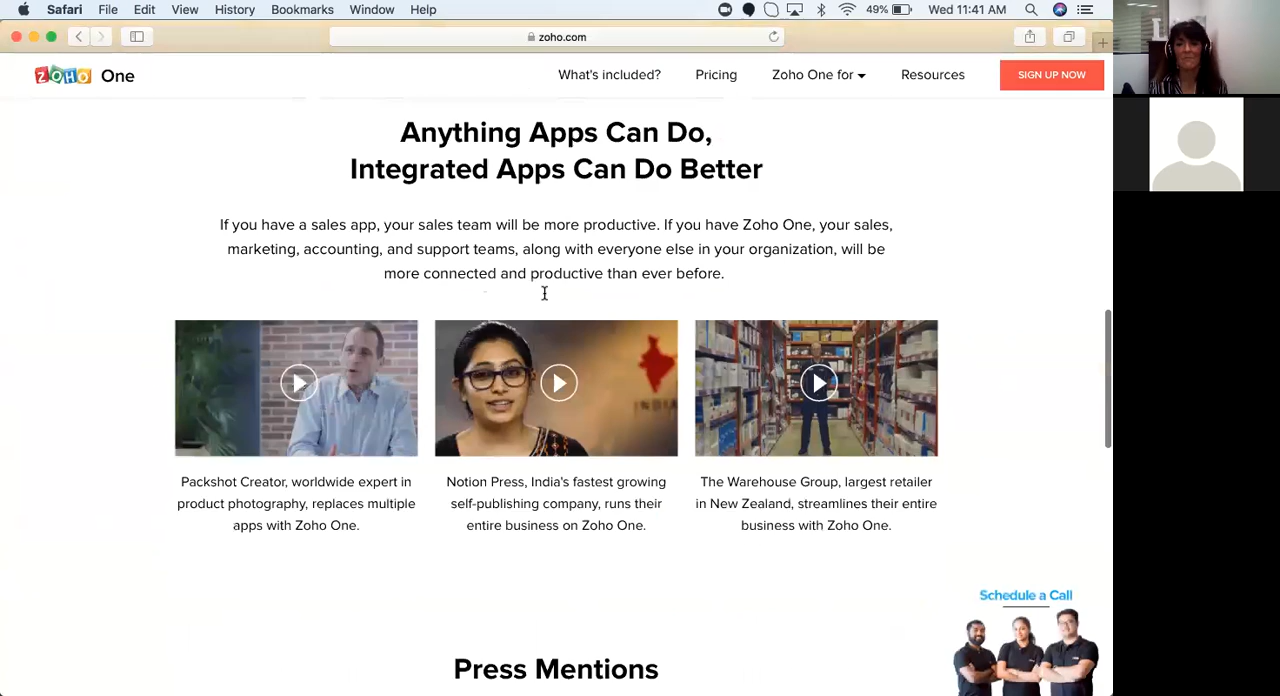 Safari File Edit View History Bookmarks Window Help 49% Wed 11:41 AM
zoho.com
ZOHO One What's included? Pricing Zoho One for Resources SIGN UP NOW
Anything Apps Can Do,
Integrated Apps Can Do Better
If you have a sales app, your sales team will be more productive. If you have Zoho One, your sales,
marketing, accounting, and support teams, along with everyone else in your organization, will be
more connected and productive than ever before.
INDIA
Packshot Creator, worldwide expert in
product photography, replaces multiple
apps with Zoho One.
Notion Press, India's fastest growing
self-publishing company, runs their
entire business on Zoho One.
The Warehouse Group, largest retailer
in New Zealand, streamlines their entire
business with Zoho One.
Schedule a Call
Press Mentions